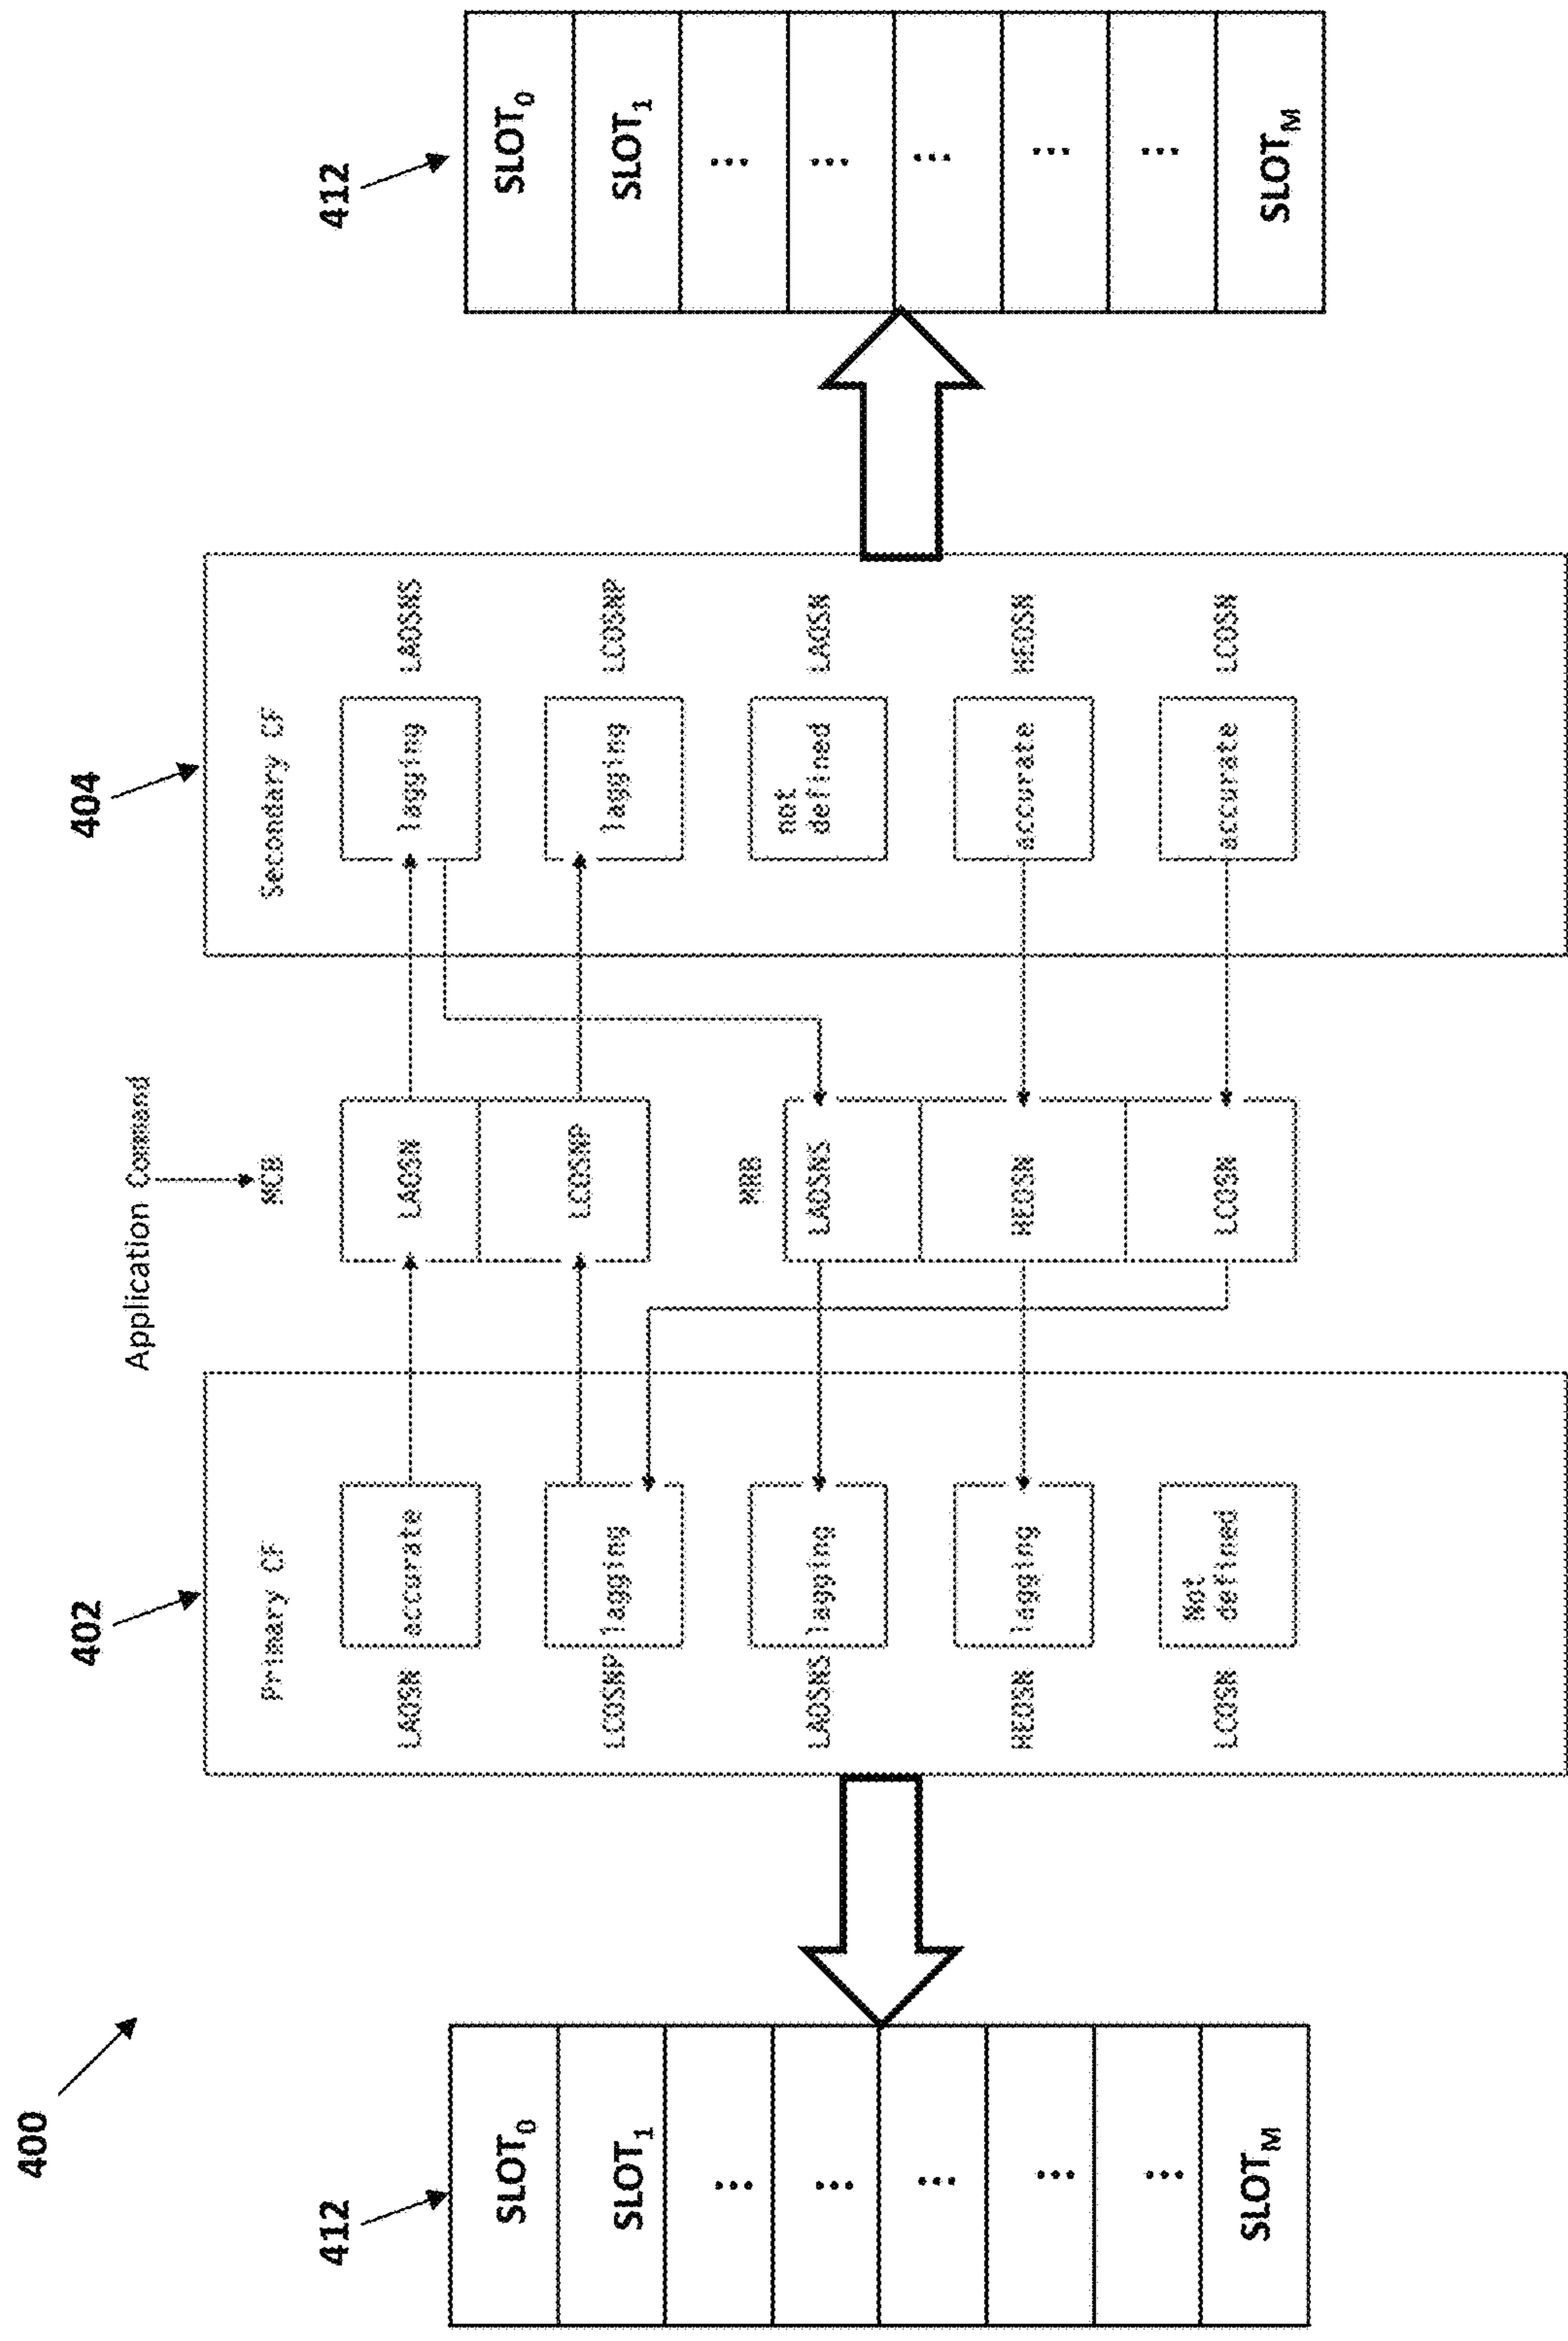 400
402
404
412
412
Application Command
Primary CF
MCB
Secondary CF
SLOT0
SLOT1
...
...
...
...
...
SLOTM
LAOSN
accurate
LCOSNP
lagging
LAOSNS
lagging
HEOSN
lagging
LCOSN
Not
defined
LAOSN
LCOSNP
MRB
LAOSNS
HEOSN
LCOSN
lagging
LAOSNS
lagging
LCOSNP
not
defined
LAOSN
accurate
HEOSN
accurate
LCOSN
SLOT0
SLOT1
...
...
...
...
...
SLOTM